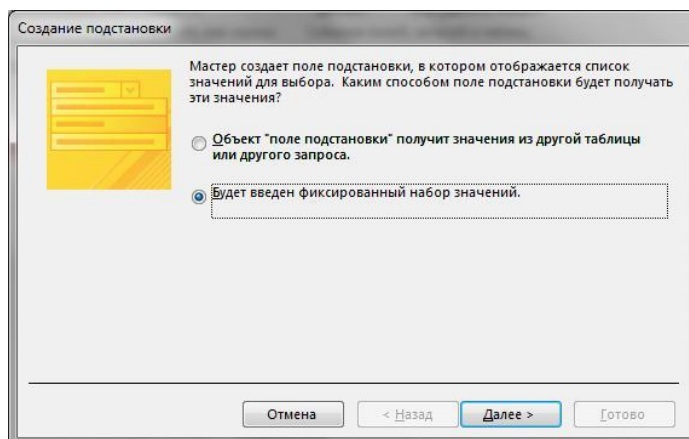 Создание подстановки
Мастер создает поле подстановки, в котором отображается список
значений для выбора. Каким способом поле подстановки будет получать
эти значения?
Объект "поле подстановки" получит значения из другой таблицы
или другого запроса.
Будет введен фиксированный набор значений.
Отмена < Назад Далее > Готово